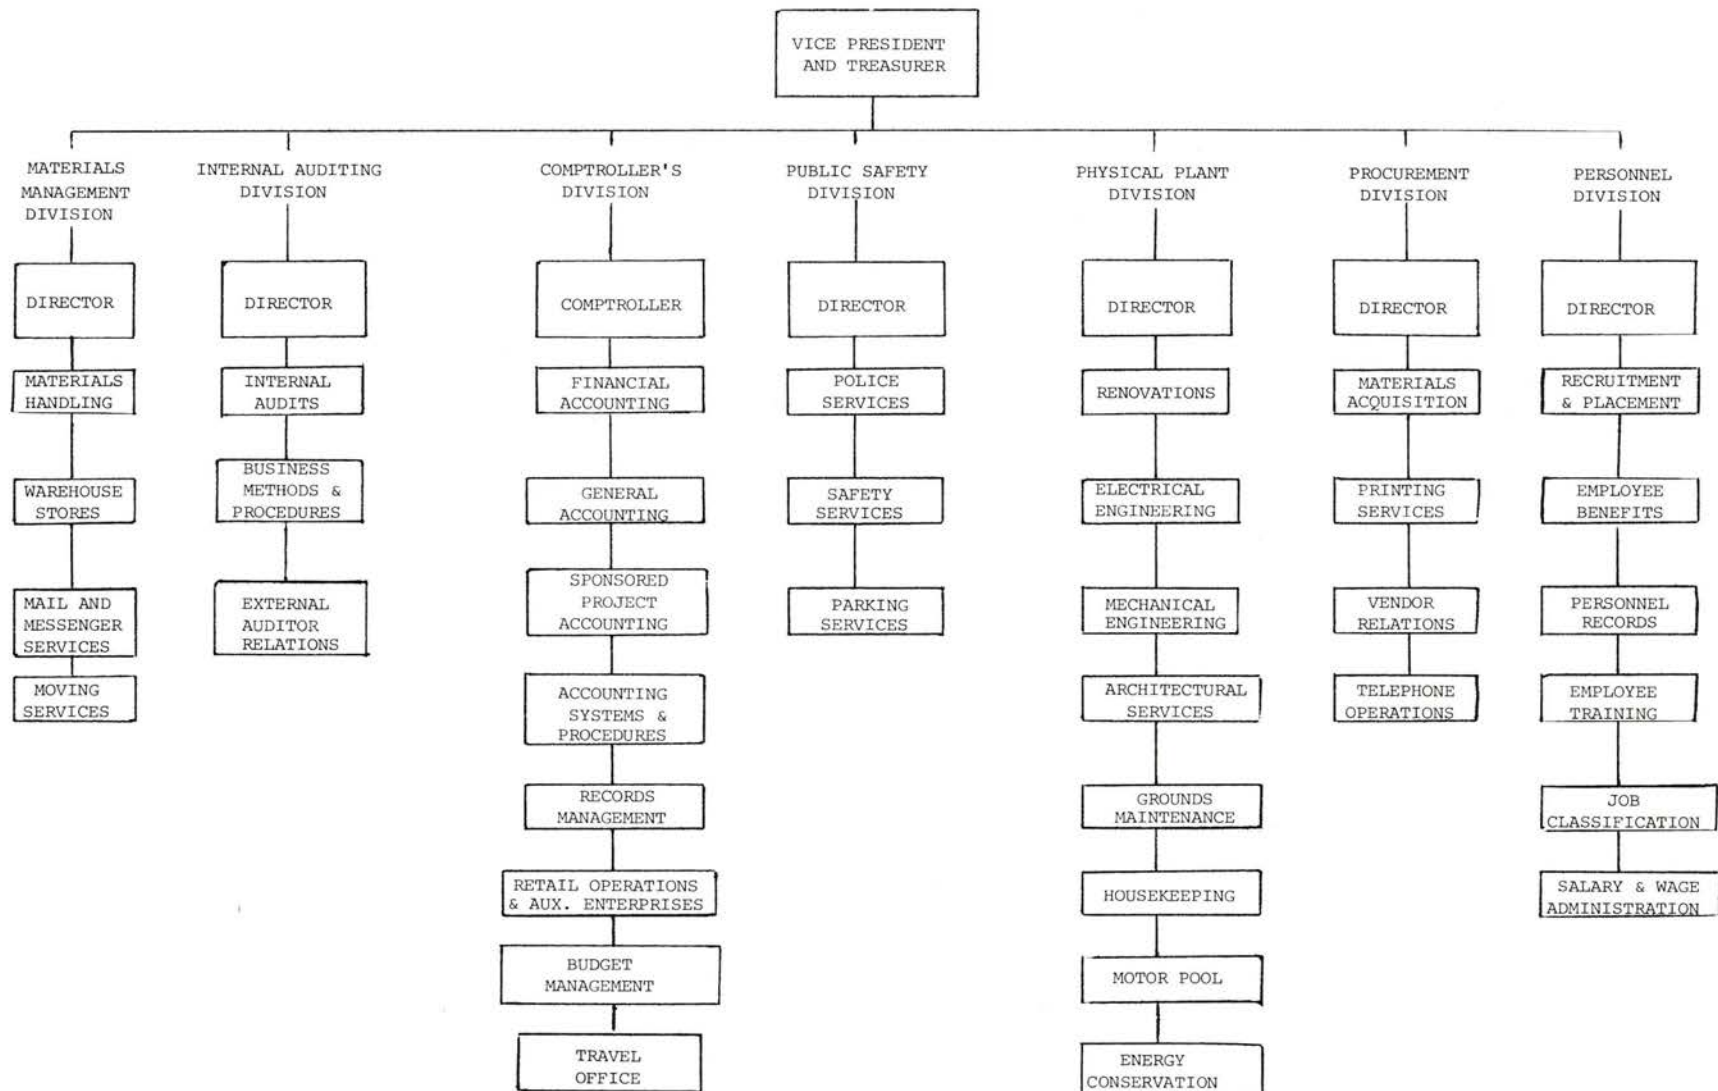 VICE PRESIDENT
AND TREASURER
MATERIALS
MANAGEMENT
DIVISION
DIRECTOR
MATERIALS
HANDLING
WAREHOUSE
STORES
MAIL AND
MESSENGER
SERVICES
MOVING
SERVICES
INTERNAL AUDITING
DIVISION
DIRECTOR
INTERNAL
AUDITS
BUSINESS
METHODS &
PROCEDURES
EXTERNAL
AUDITOR
RELATIONS
COMPTROLLER'S
DIVISION
COMPTROLLER
FINANCIAL
ACCOUNTING
GENERAL
ACCOUNTING
SPONSORED
PROJECT
ACCOUNTING
ACCOUNTING
SYSTEMS &
PROCEDURES
RECORDS
MANAGEMENT
RETAIL OPERATIONS
& AUX. ENTERPRISES
BUDGET
MANAGEMENT
TRAVEL
OFFICE
PUBLIC SAFETY
DIVISION
DIRECTOR
POLICE
SERVICES
SAFETY
SERVICES
PARKING
SERVICES
PHYSICAL PLANT
DIVISION
DIRECTOR
RENOVATIONS
ELECTRICAL
ENGINEERING
MECHANICAL
ENGINEERING
ARCHITECTURAL
SERVICES
GROUNDS
MAINTENANCE
HOUSEKEEPING
MOTOR POOL
ENERGY
CONSERVATION
PROCUREMENT
DIVISION
DIRECTOR
MATERIALS
ACQUISITION
PRINTING
SERVICES
VENDOR
RELATIONS
TELEPHONE
OPERATIONS
PERSONNEL
DIVISION
DIRECTOR
RECRUITMENT
& PLACEMENT
EMPLOYEE
BENEFITS
PERSONNEL
RECORDS
EMPLOYEE
TRAINING
JOB
CLASSIFICATION
SALARY & WAGE
ADMINISTRATION